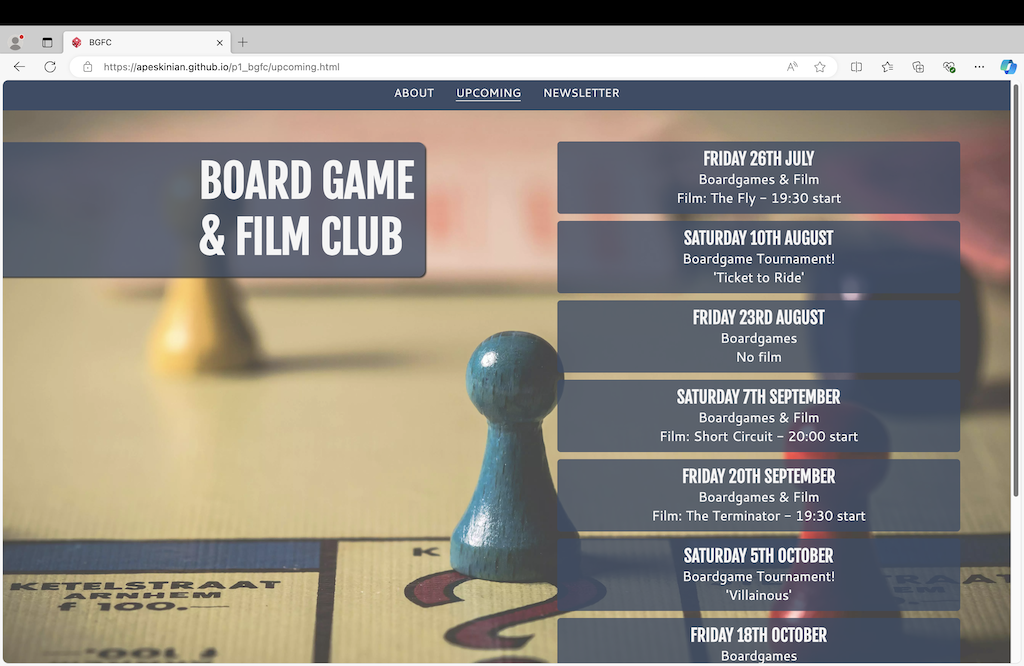 BGFC
https://apeskinian.github.io/p1_bgfc/upcoming.html
ABOUT UPCOMING NEWSLETTER
BOARD GAME
& FILM CLUB
FRIDAY 26TH JULY
Boardgames & Film
Film: The Fly - 19:30 start
SATURDAY 10TH AUGUST
Boardgame Tournament!
'Ticket to Ride'
FRIDAY 23RD AUGUST
Boardgames
No film
SATURDAY 7TH SEPTEMBER
Boardgames & Film
Film: Short Circuit - 20:00 start
FRIDAY 20TH SEPTEMBER
Boardgames & Film
Film: The Terminator - 19:30 start
SATURDAY 5TH OCTOBER
Boardgame Tournament!
'Villainous'
FRIDAY 18TH OCTOBER
Boardgames
K
?
KETELSTRAAT
ARNHEM
f 100.—